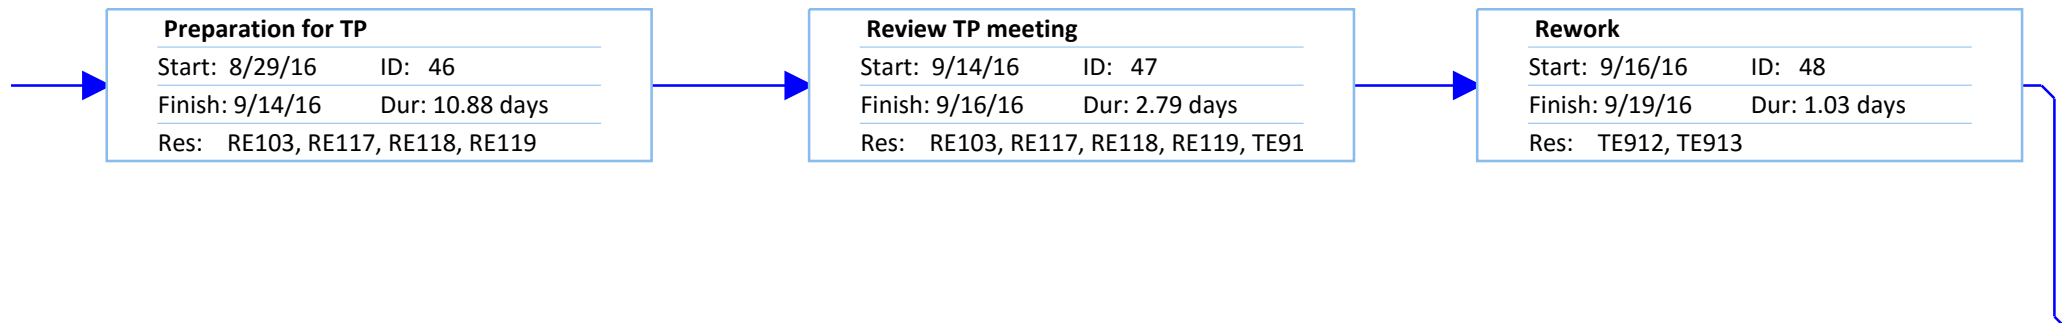 Preparation for TP
Start: 8/29/16 ID: 46
Finish: 9/14/16 Dur: 10.88 days
Res: RE103, RE117, RE118, RE119
Review TP meeting
Start: 9/14/16 ID: 47
Finish: 9/16/16 Dur: 2.79 days
Res: RE103, RE117, RE118, RE119, TE91
Rework
Start: 9/16/16 ID: 48
Finish: 9/19/16 Dur: 1.03 days
Res: TE912, TE913